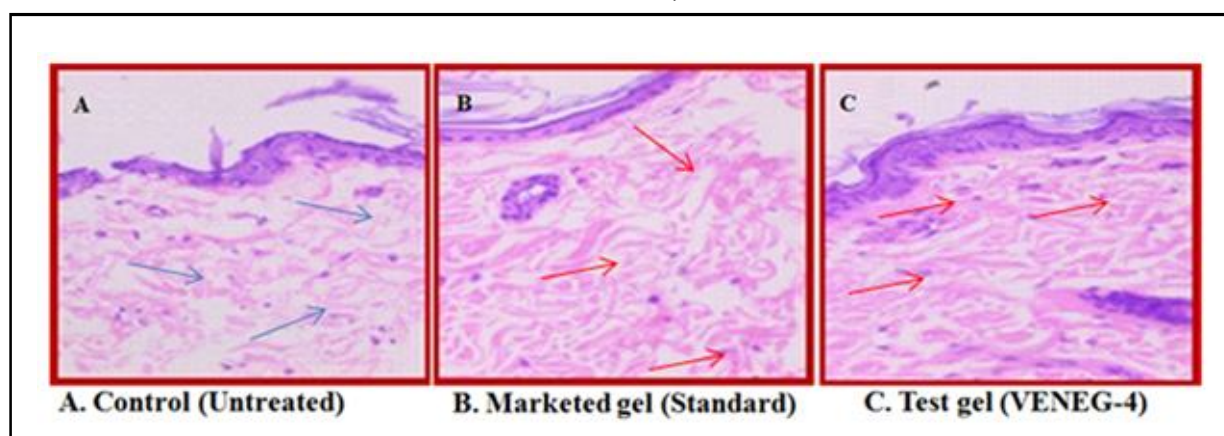 A
B
C
A. Control (Untreated)
B. Marketed gel (Standard)
C. Test gel (VENEG-4)